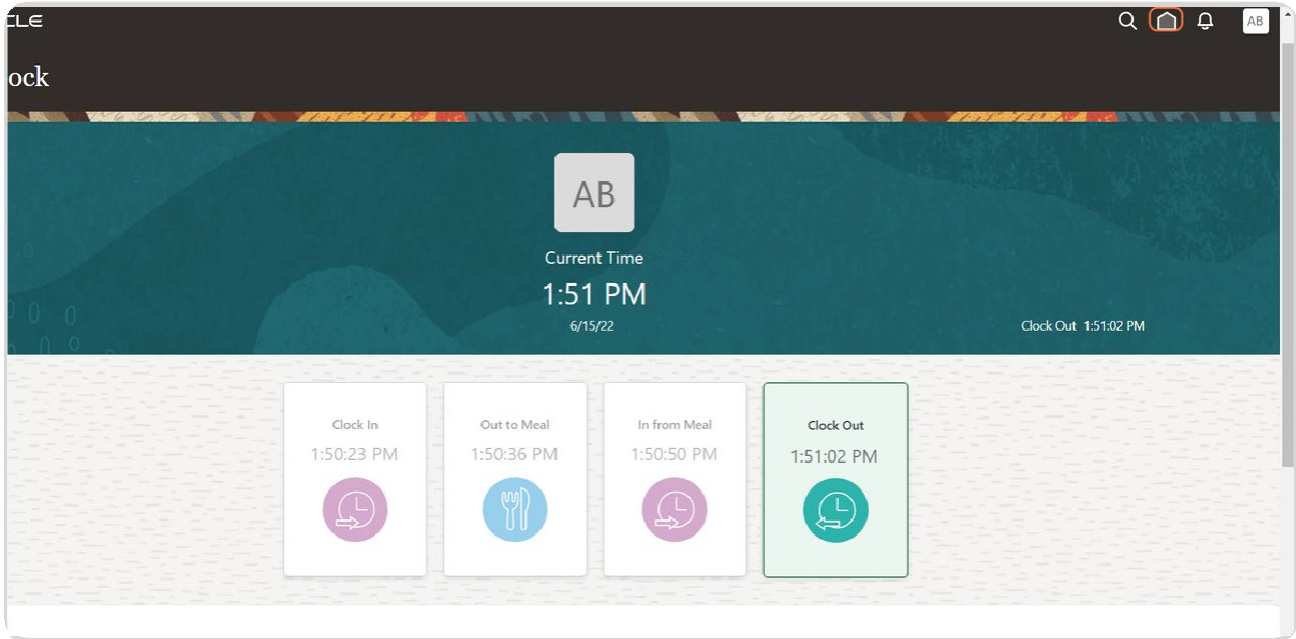 CLE
AB
ock
AB
Current Time
1:51 PM
6/15/22
Clock Out 1:51:02 PM
Clock In
1:50:23 PM
Out to Meal
1:50:36 PM
In from Meal
1:50:50 PM
Clock Out
1:51:02 PM